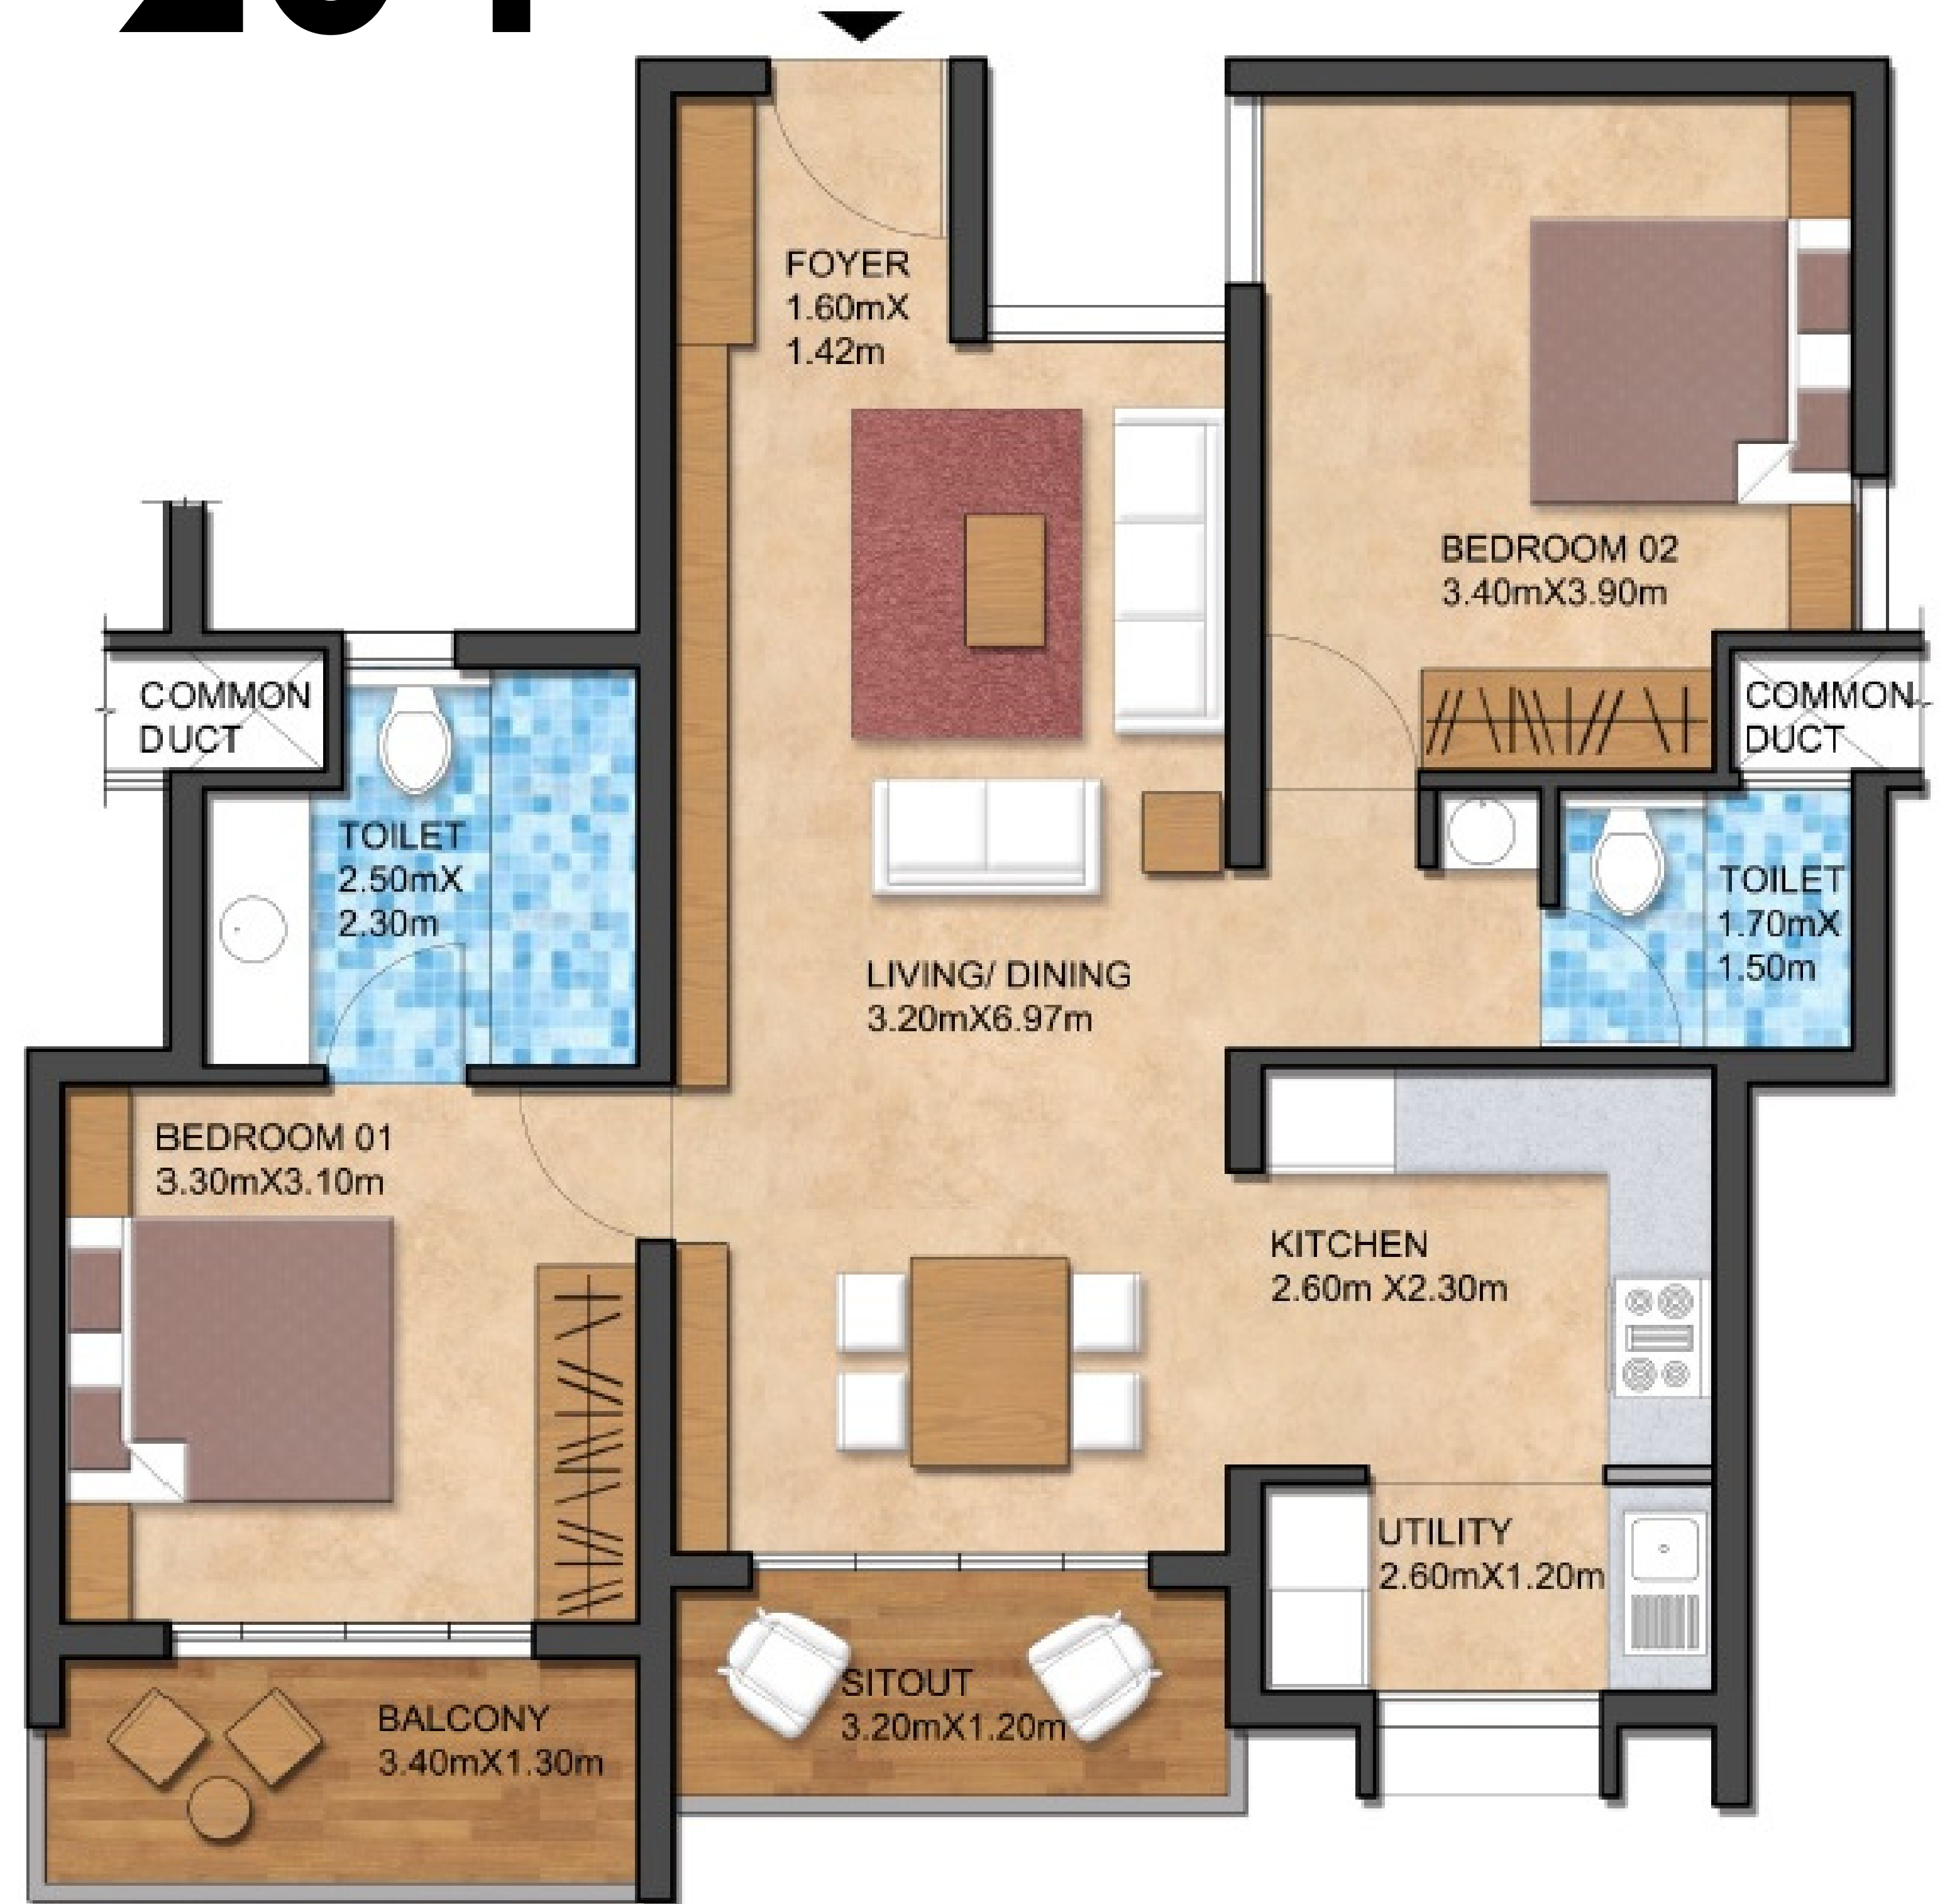 FOYER
1.60mX
1.42m
BEDROOM 02
3.40mX3.90m
COMMON
DUCT
COMMON
DUCT
TOILET
2.50mX
2.30m
TOILET
1.70mX
1.50m
LIVING/ DINING
3.20mX6.97m
BEDROOM 01
3.30mX3.10m
KITCHEN
2.60m X2.30m
UTILITY
2.60mX1.20m
SITOUT
3.20mX1.20m
BALCONY
3.40mX1.30m